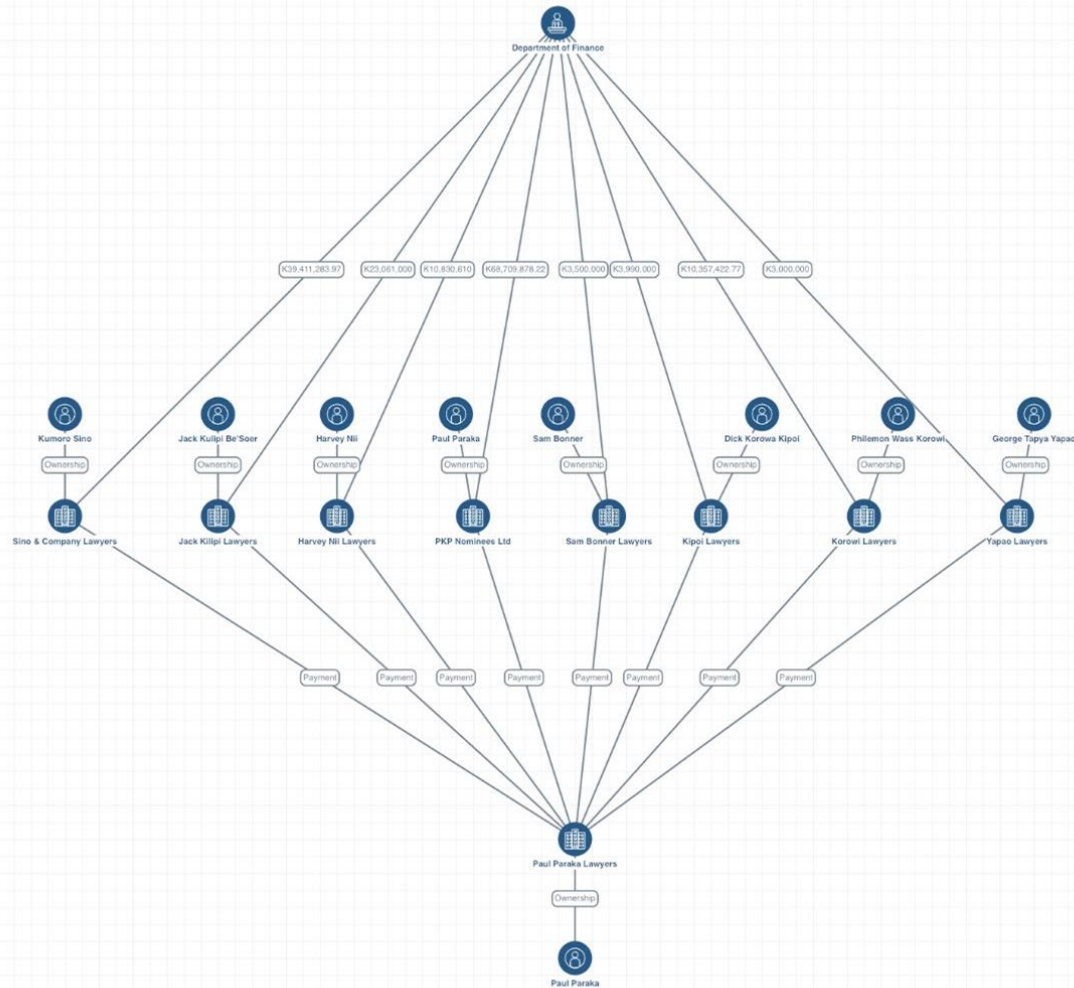 Department of Finance
K39,411,283.97
K23,061.000
K10,830.610
K68,709,878.22
K3,500.000
K3,990,000
K10,357,422.77
K3,000.000
Kumoro Sino
Jack Kulipi Be'Soer
Harvey Nii
Paul Paraka
Sam Bonner
Dick Korowa Kipoi
Philemon Wass Korowi
George Tapya Yapao
Ownership
Ownership
Ownership
Ownership
Ownership
Ownership
Ownership
Ownership
Sino & Company Lawyers
Jack Kilipi Lawyers
Harvey Nii Lawyers
PKP Nominees Ltd
Sam Bonner Lawyers
Kipoi Lawyers
Korowi Lawyers
Yapao Lawyers
Payment
Payment
Payment
Payment
Payment
Payment
Payment
Payment
Paul Paraka Lawyers
Ownership
Paul Paraka